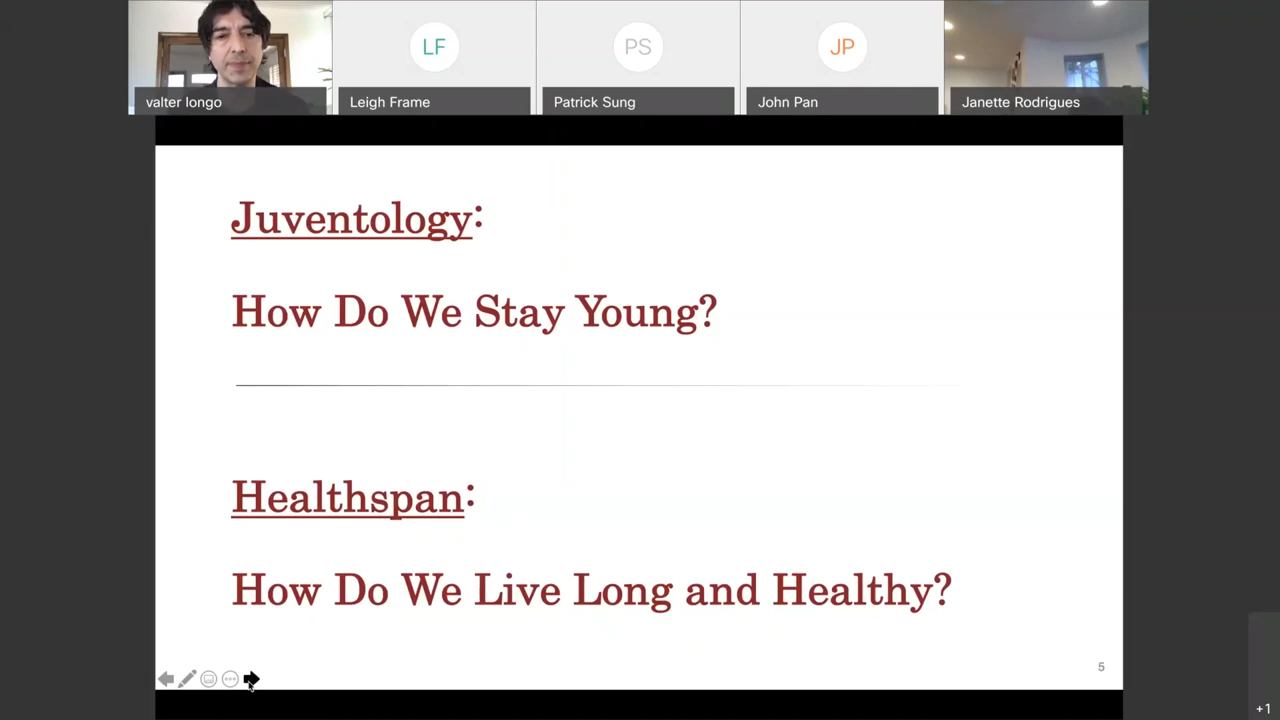 LF
PS
JP
valter longo
Leigh Frame
Patrick Sung
John Pan
Janette Rodrigues
Juventology:
How Do We Stay Young?
Healthspan:
How Do We Live Long and Healthy?
5
+1